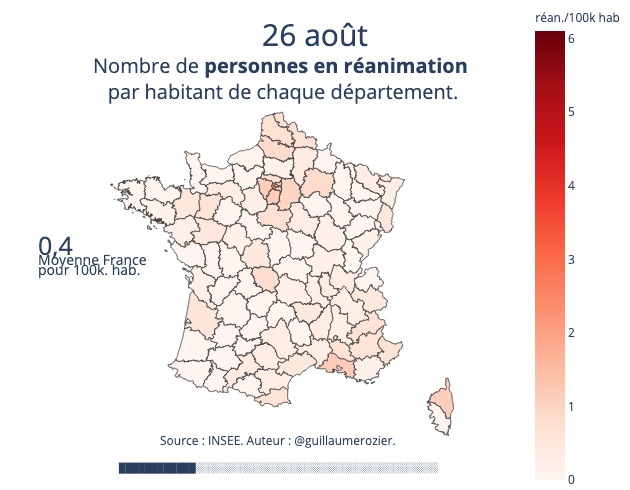 26 août
réan./100k hab
Nombre de personnes en réanimation
par habitant de chaque département.
6
5
4
3
2
1
0
0,4
Moyenne France
pour 100k. hab.
Source : INSEE. Auteur : @guillaumerozier.